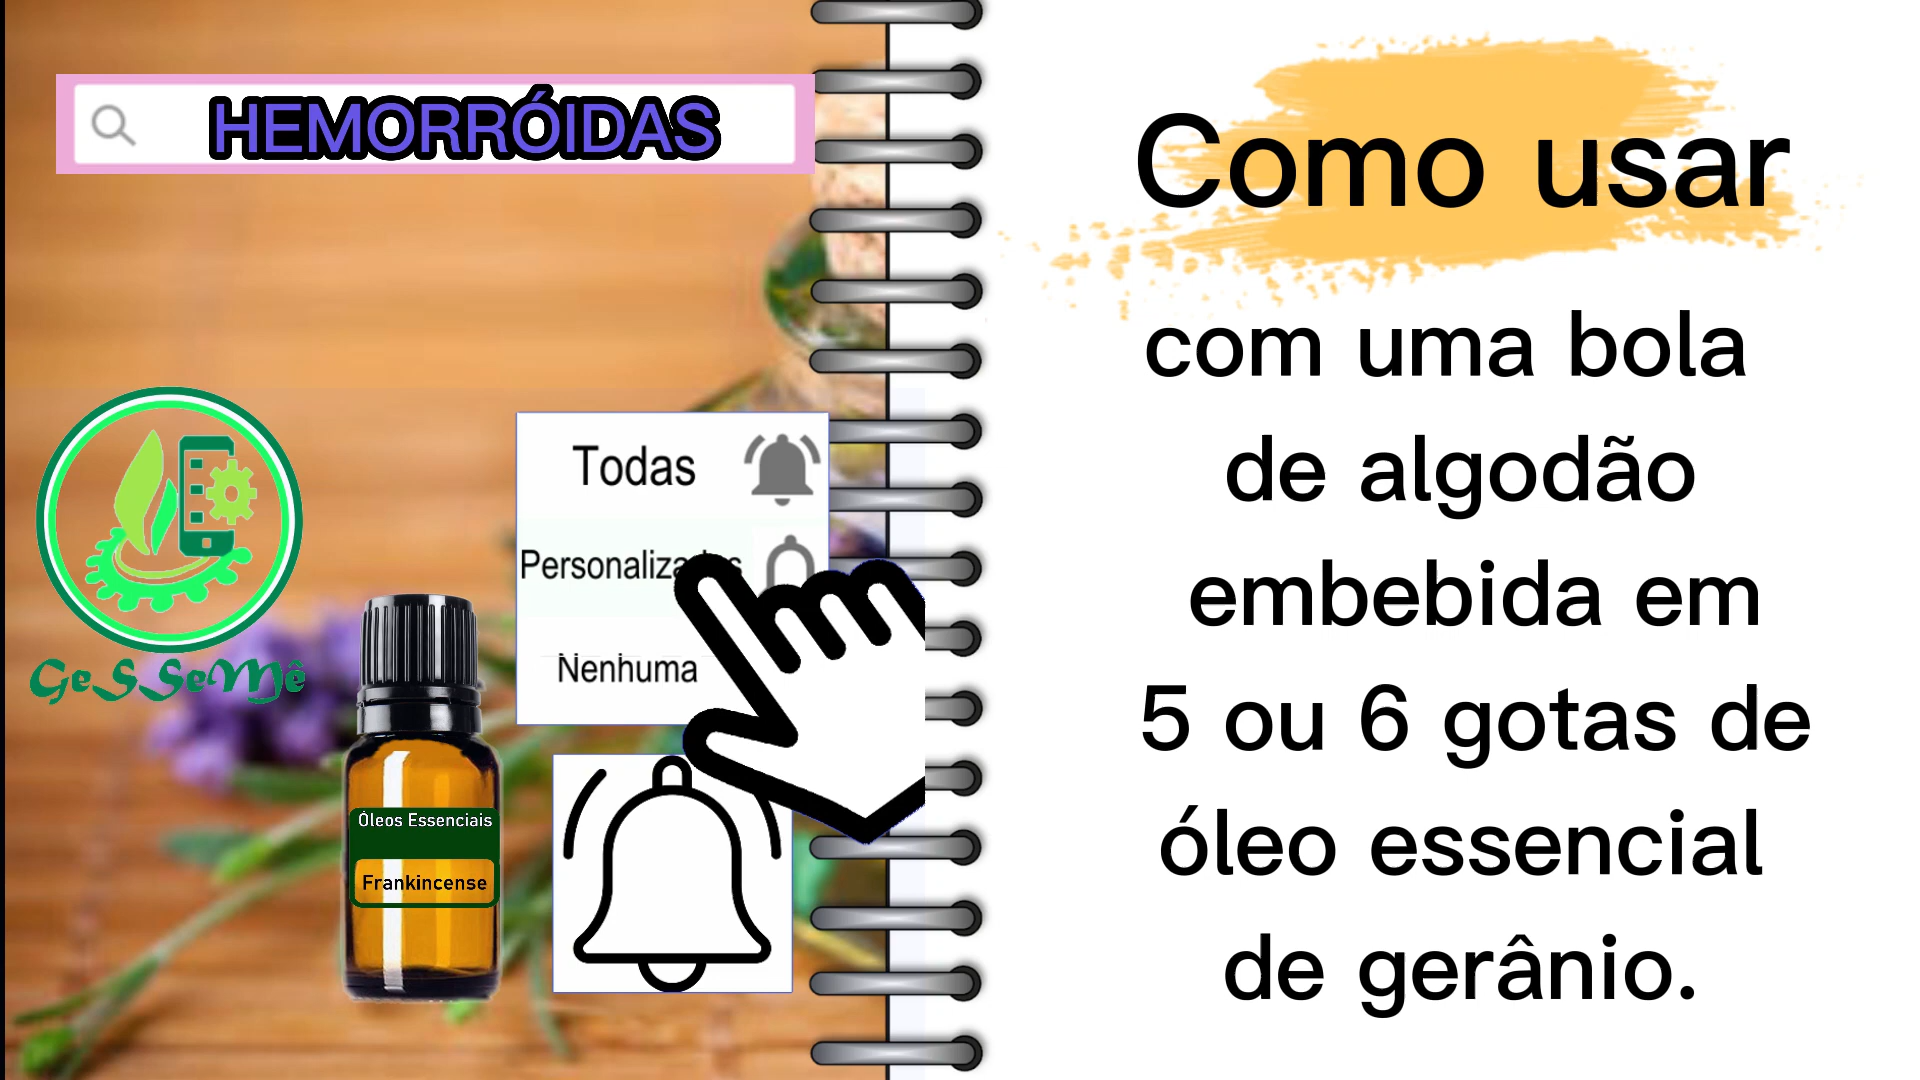 HEMORRÓIDAS
GeSSeMê
Todas
Nenhuma
Óleos Essenciais
Frankincense
Como usar
com uma bola
de algodão
embebida em
5 ou 6 gotas de
óleo essencial
de gerânio.